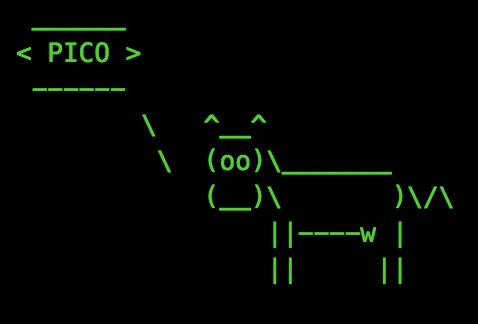 ______
< PICO >
 ------
        \   ^__^
         \  (oo)\_______
            (__)\       )\/\
                ||----w |
                ||     ||